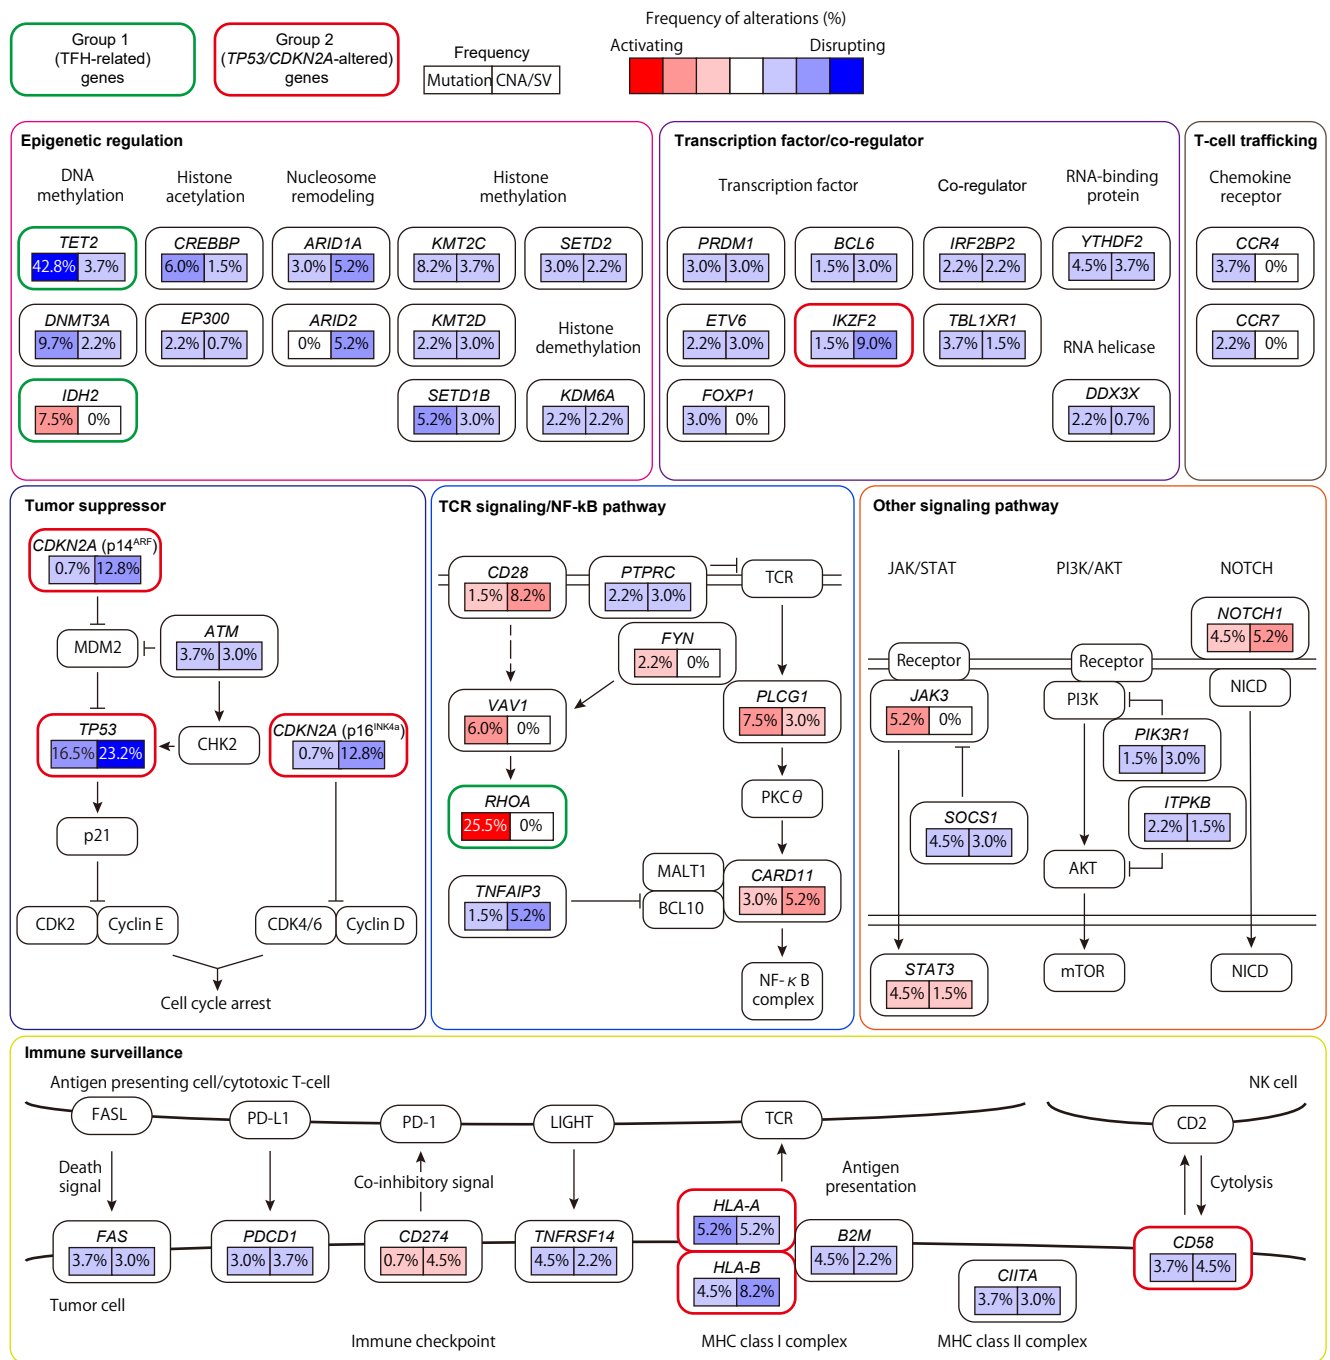 Group 1
(TFH-related)
genes
Group 2
(TP53/CDKN2A-altered)
genes
Frequency
Mutation CNA/SV
Frequency of alterations (%)
Activating Disrupting
Epigenetic regulation
DNA
methylation
Histone
acetylation
Nucleosome
remodeling
Histone
methylation
TET2
42.8% 3.7%
CREBBP
6.0% 1.5%
ARID1A
3.0% 5.2%
KMT2C
8.2% 3.7%
SETD2
3.0% 2.2%
DNMT3A
9.7% 2.2%
EP300
2.2% 0.7%
ARID2
0% 5.2%
KMT2D
2.2% 3.0%
Histone
demethylation
IDH2
7.5% 0%
SETD1B
5.2% 3.0%
KDM6A
2.2% 2.2%
Transcription factor/co-regulator
Transcription factor
Co-regulator
RNA-binding
protein
PRDM1
3.0% 3.0%
BCL6
1.5% 3.0%
IRF2BP2
2.2% 2.2%
YTHDF2
4.5% 3.7%
ETV6
2.2% 3.0%
IKZF2
1.5% 9.0%
TBL1XR1
3.7% 1.5%
RNA helicase
FOXP1
3.0% 0%
DDX3X
2.2% 0.7%
T-cell trafficking
Chemokine
receptor
CCR4
3.7% 0%
CCR7
2.2% 0%
Tumor suppressor
CDKN2A (p14ARF)
0.7% 12.8%
MDM2
ATM
3.7% 3.0%
TP53
16.5% 23.2%
CHK2
CDKN2A (p16INK4a)
0.7% 12.8%
p21
CDK2 Cyclin E
CDK4/6 Cyclin D
Cell cycle arrest
TCR signaling/NF-kB pathway
CD28
1.5% 8.2%
PTPRC
2.2% 3.0%
TCR
FYN
2.2% 0%
VAV1
6.0% 0%
PLCG1
7.5% 3.0%
RHOA
25.5% 0%
PKC θ
TNFAIP3
1.5% 5.2%
MALT1
BCL10
CARD11
3.0% 5.2%
NF-κB
complex
Other signaling pathway
JAK/STAT
PI3K/AKT
NOTCH
NOTCH1
4.5% 5.2%
Receptor
Receptor
JAK3
5.2% 0%
PI3K
NICD
PIK3R1
1.5% 3.0%
SOCS1
4.5% 3.0%
ITPKB
2.2% 1.5%
AKT
STAT3
4.5% 1.5%
mTOR
NICD
Immune surveillance
Antigen presenting cell/cytotoxic T-cell
NK cell
FASL
PD-L1
PD-1
LIGHT
TCR
CD2
Death
signal
Co-inhibitory signal
Antigen
presentation
Cytolysis
FAS
3.7% 3.0%
PDCD1
3.0% 3.7%
CD274
0.7% 4.5%
TNFRSF14
4.5% 2.2%
HLA-A
5.2% 5.2%
HLA-B
4.5% 8.2%
B2M
4.5% 2.2%
CIITA
3.7% 3.0%
CD58
3.7% 4.5%
Tumor cell
Immune checkpoint
MHC class I complex
MHC class II complex